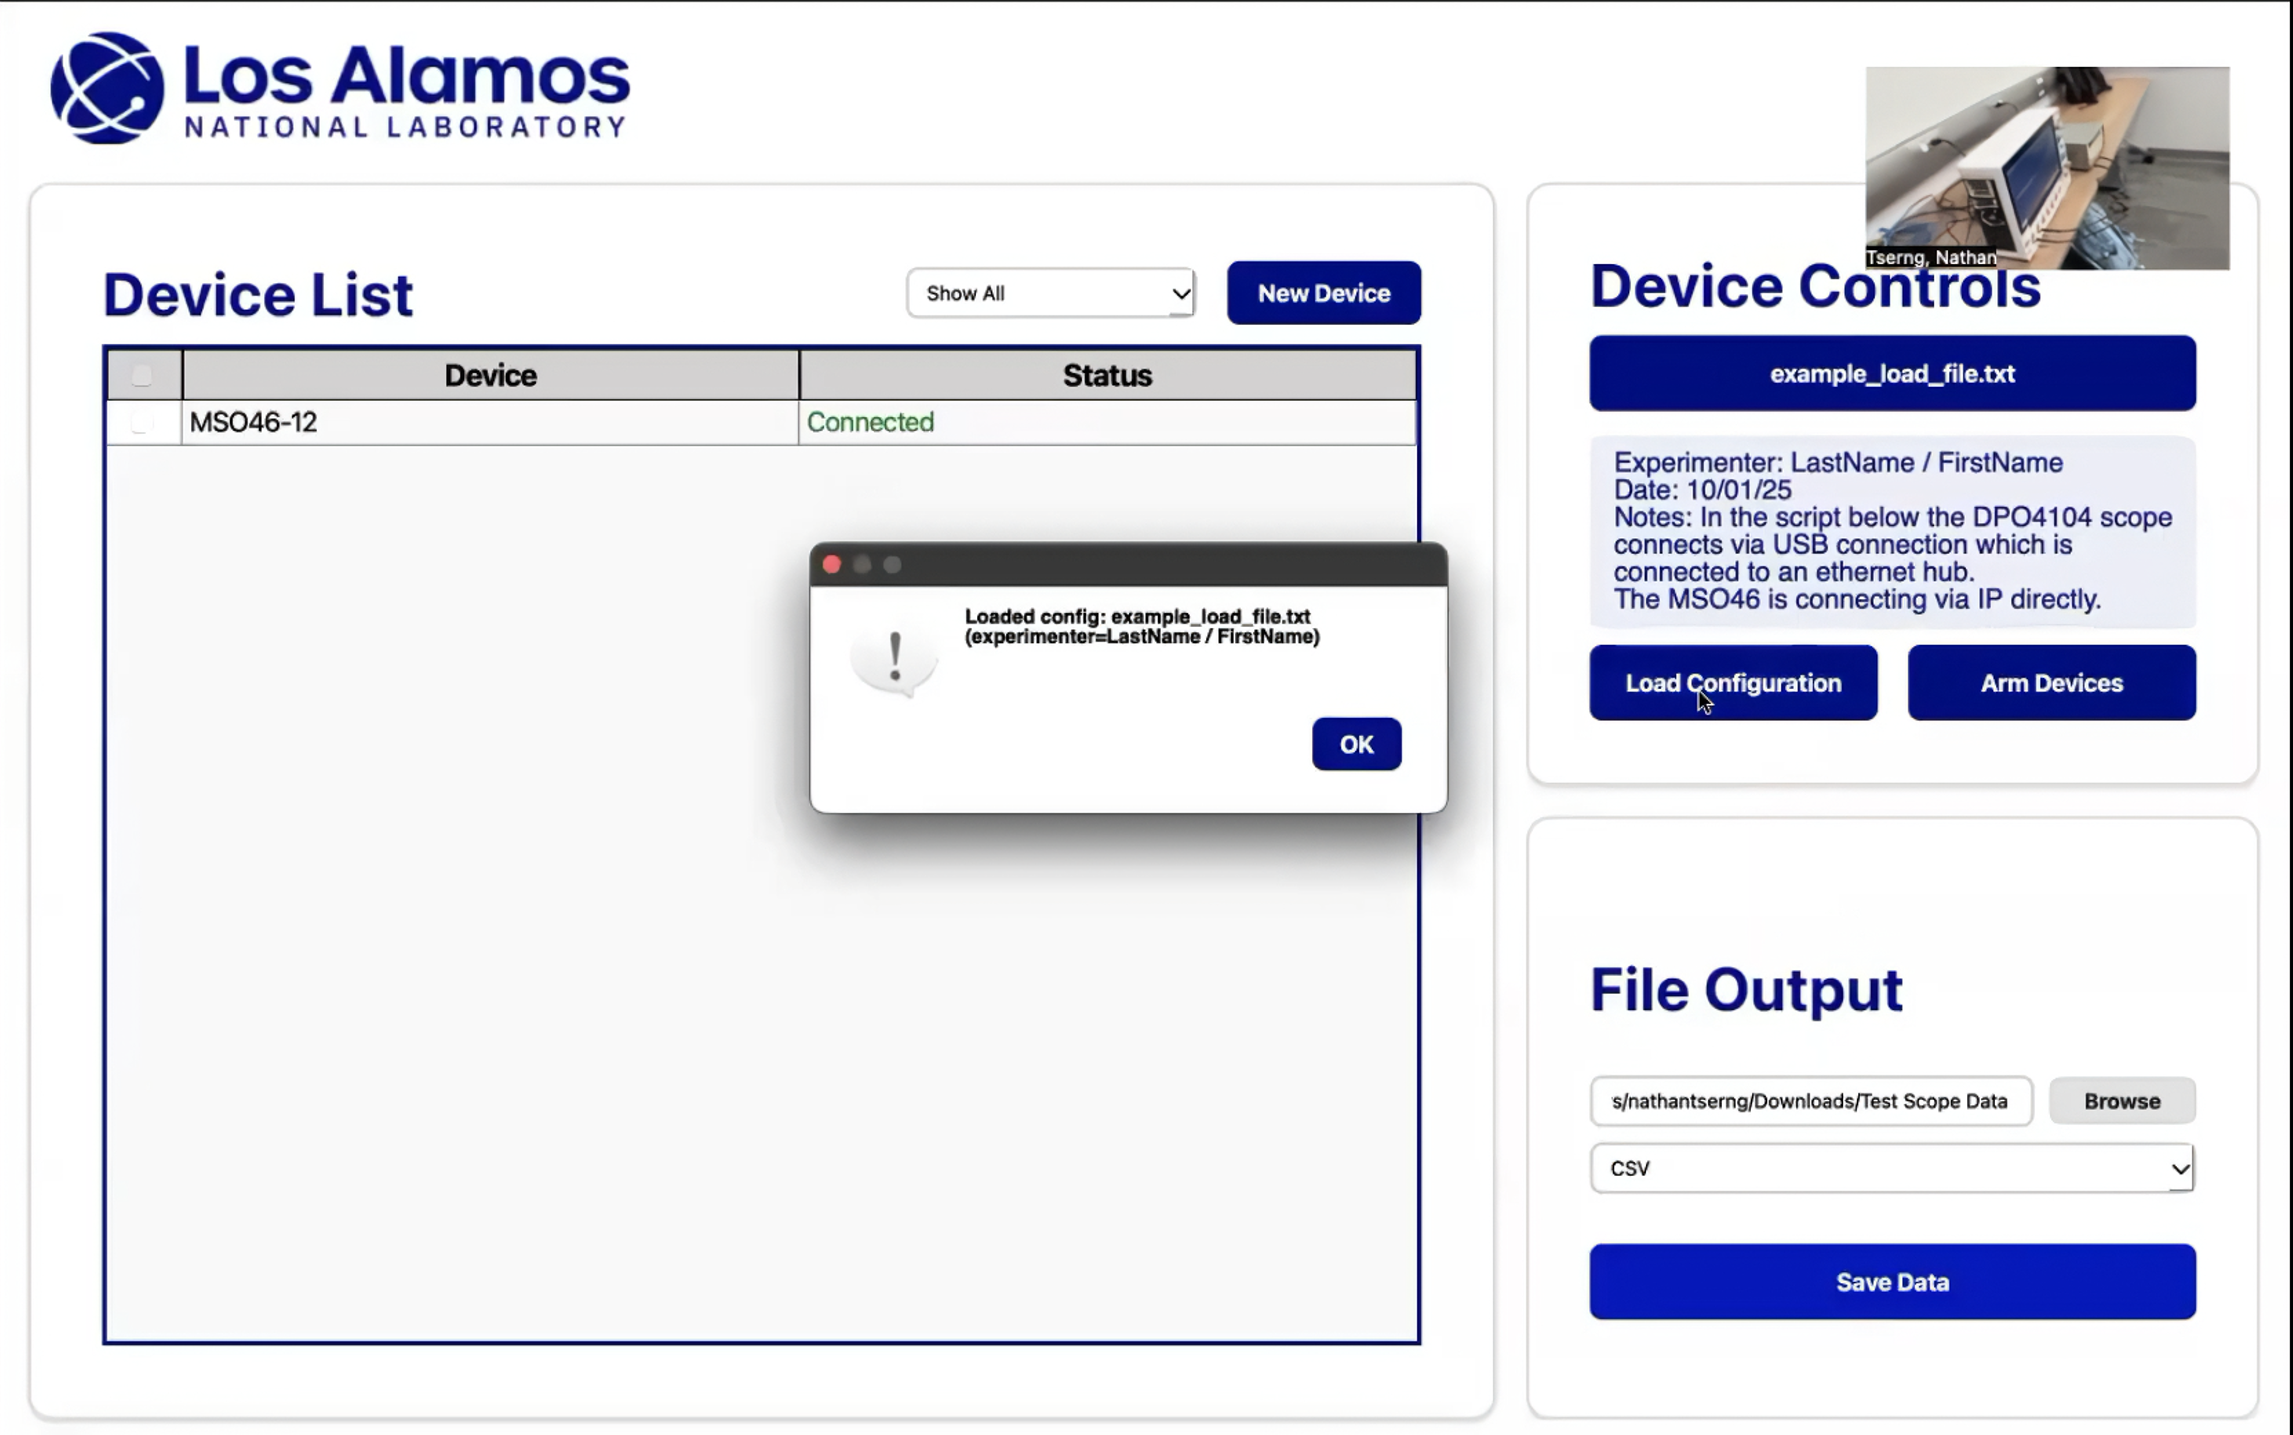 Los Alamos
NATIONAL LABORATORY
Tserng, Nathan
Device List
Show All
New Device
Device
Status
MSO46-12
Connected
Loaded config: example_load_file.txt
(experimenter=LastName / FirstName)
OK
Device Controls
example_load_file.txt
Experimenter: LastName / FirstName
Date: 10/01/25
Notes: In the script below the DPO4104 scope
connects via USB connection which is
connected to an ethernet hub.
The MSO46 is connecting via IP directly.
Load Configuration
Arm Devices
File Output
s/nathantserng/Downloads/Test Scope Data
Browse
CSV
Save Data